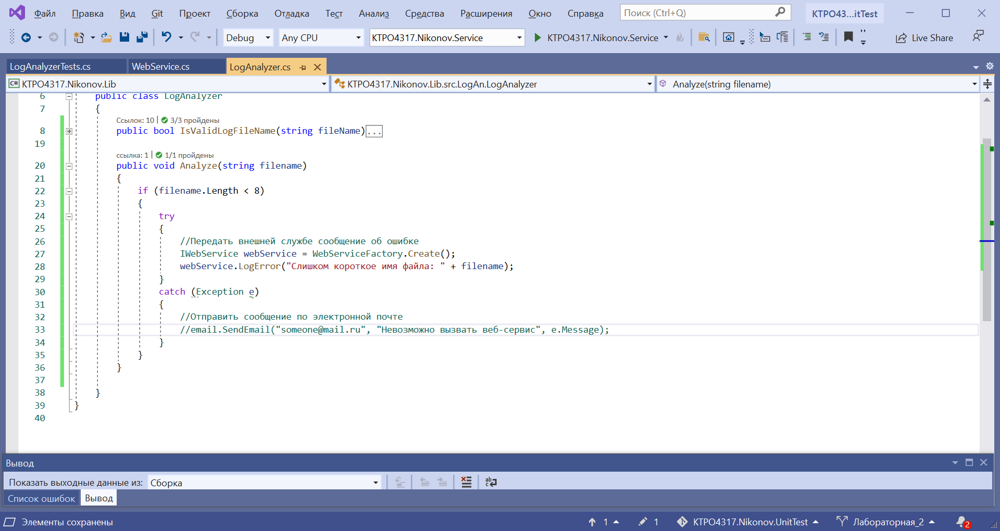 Файл Правка Вид Git Проект Сборка Отладка Тест Анализ Средства Расширения Окно Справка Поиск (Ctrl+Q) КТРО43...itTest
Debug Any CPU KTPO4317.Nikonov.Service KTPO4317.Nikonov.Service Live Share
LogAnalyzerTests.cs WebService.cs LogAnalyzer.cs
C# KTPO4317.Nikonov.Lib KTPO4317.Nikonov.Lib.src.LogAn.LogAnalyzer Analyze(string filename)
6 public class LogAnalyzer
7 {
Ссылок: 10 | 3/3 пройдены
8 public bool IsValidLogFileName(string fileName)...
19
ссылка: 1 | 1/1 пройдены
20 public void Analyze(string filename)
21 {
22 if (filename.Length < 8)
23 {
24 try
25 {
26 //Передать внешней службе сообщение об ошибке
27 IWebService webService = WebServiceFactory.Create();
28 webService.LogError("Слишком короткое имя файла: " + filename);
29 }
30 catch (Exception e)
31 {
32 //Отправить сообщение по электронной почте
33 //email.SendEmail("someone@mail.ru", "Невозможно вызвать веб-сервис", e.Message);
34 }
35 }
36 }
37
38 }
39 }
40
Вывод
Показать выходные данные из: Сборка
Список ошибок Вывод
Элементы сохранены 1 1 KTPO4317.Nikonov.UnitTest Лабораторная_2 2